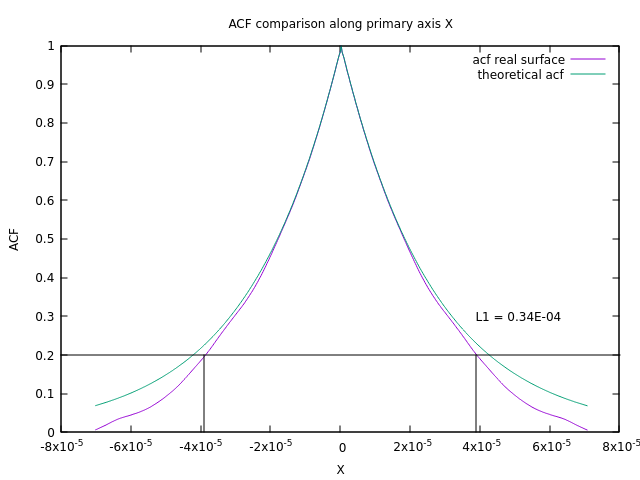 ACF comparison along primary axis X
acf real surface
theoretical acf
1
0.9
0.8
0.7
0.6
0.5
0.4
0.3
0.2
0.1
0
ACF
L1 = 0.34E-04
-8x10⁻⁵ -6x10⁻⁵ -4x10⁻⁵ -2x10⁻⁵ 0 2x10⁻⁵ 4x10⁻⁵ 6x10⁻⁵ 8x10⁻⁵
X